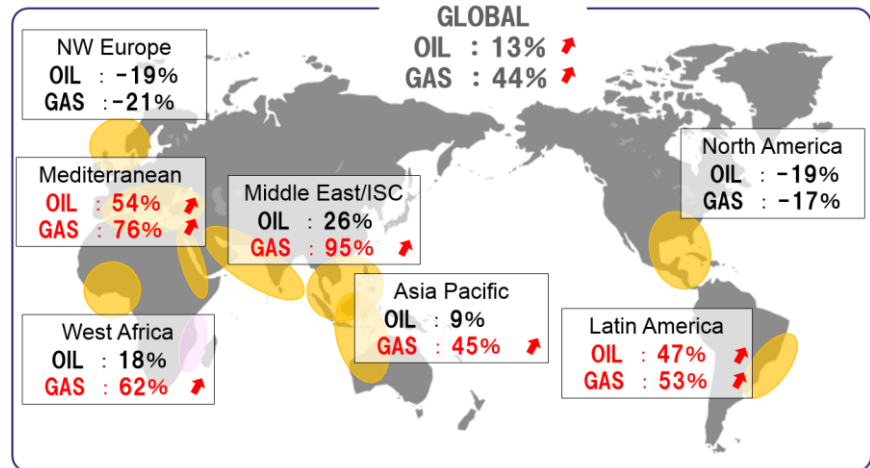 GLOBAL
OIL : 13%
GAS : 44%
NW Europe
OIL : -19%
GAS : -21%
North America
OIL : -19%
GAS : -17%
Mediterranean
OIL : 54%
GAS : 76%
Middle East/ISC
OIL : 26%
GAS : 95%
Asia Pacific
OIL : 9%
GAS : 45%
West Africa
OIL : 18%
GAS : 62%
Latin America
OIL : 47%
GAS : 53%